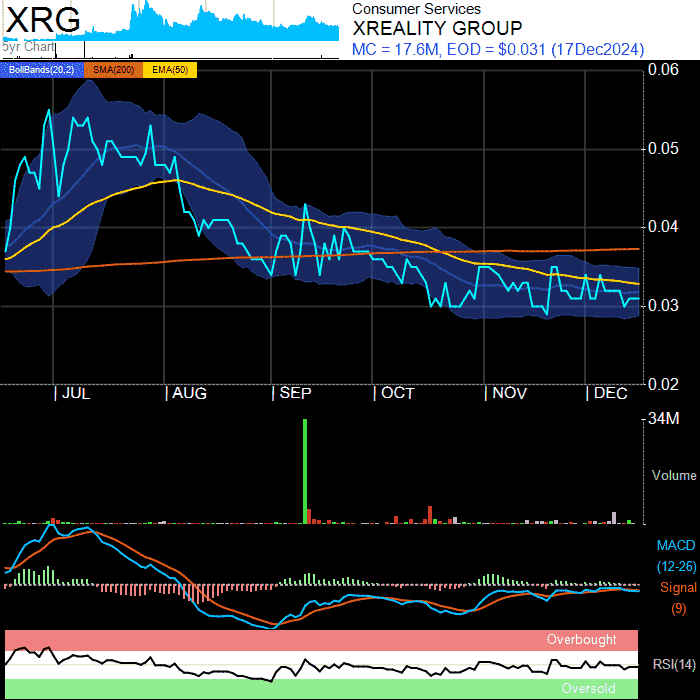 XRG
Consumer Services
XREALITY GROUP
MC = 17.6M, EOD = $0.031 (17Dec2024)
5yr Chart
BollBands(20,2) SMA(200) EMA(50)
0.06
0.05
0.04
0.03
0.02
| JUL | AUG | SEP | OCT | NOV | DEC
34M
Volume
MACD
(12-26)
Signal
(9)
Overbought
RSI(14)
Oversold